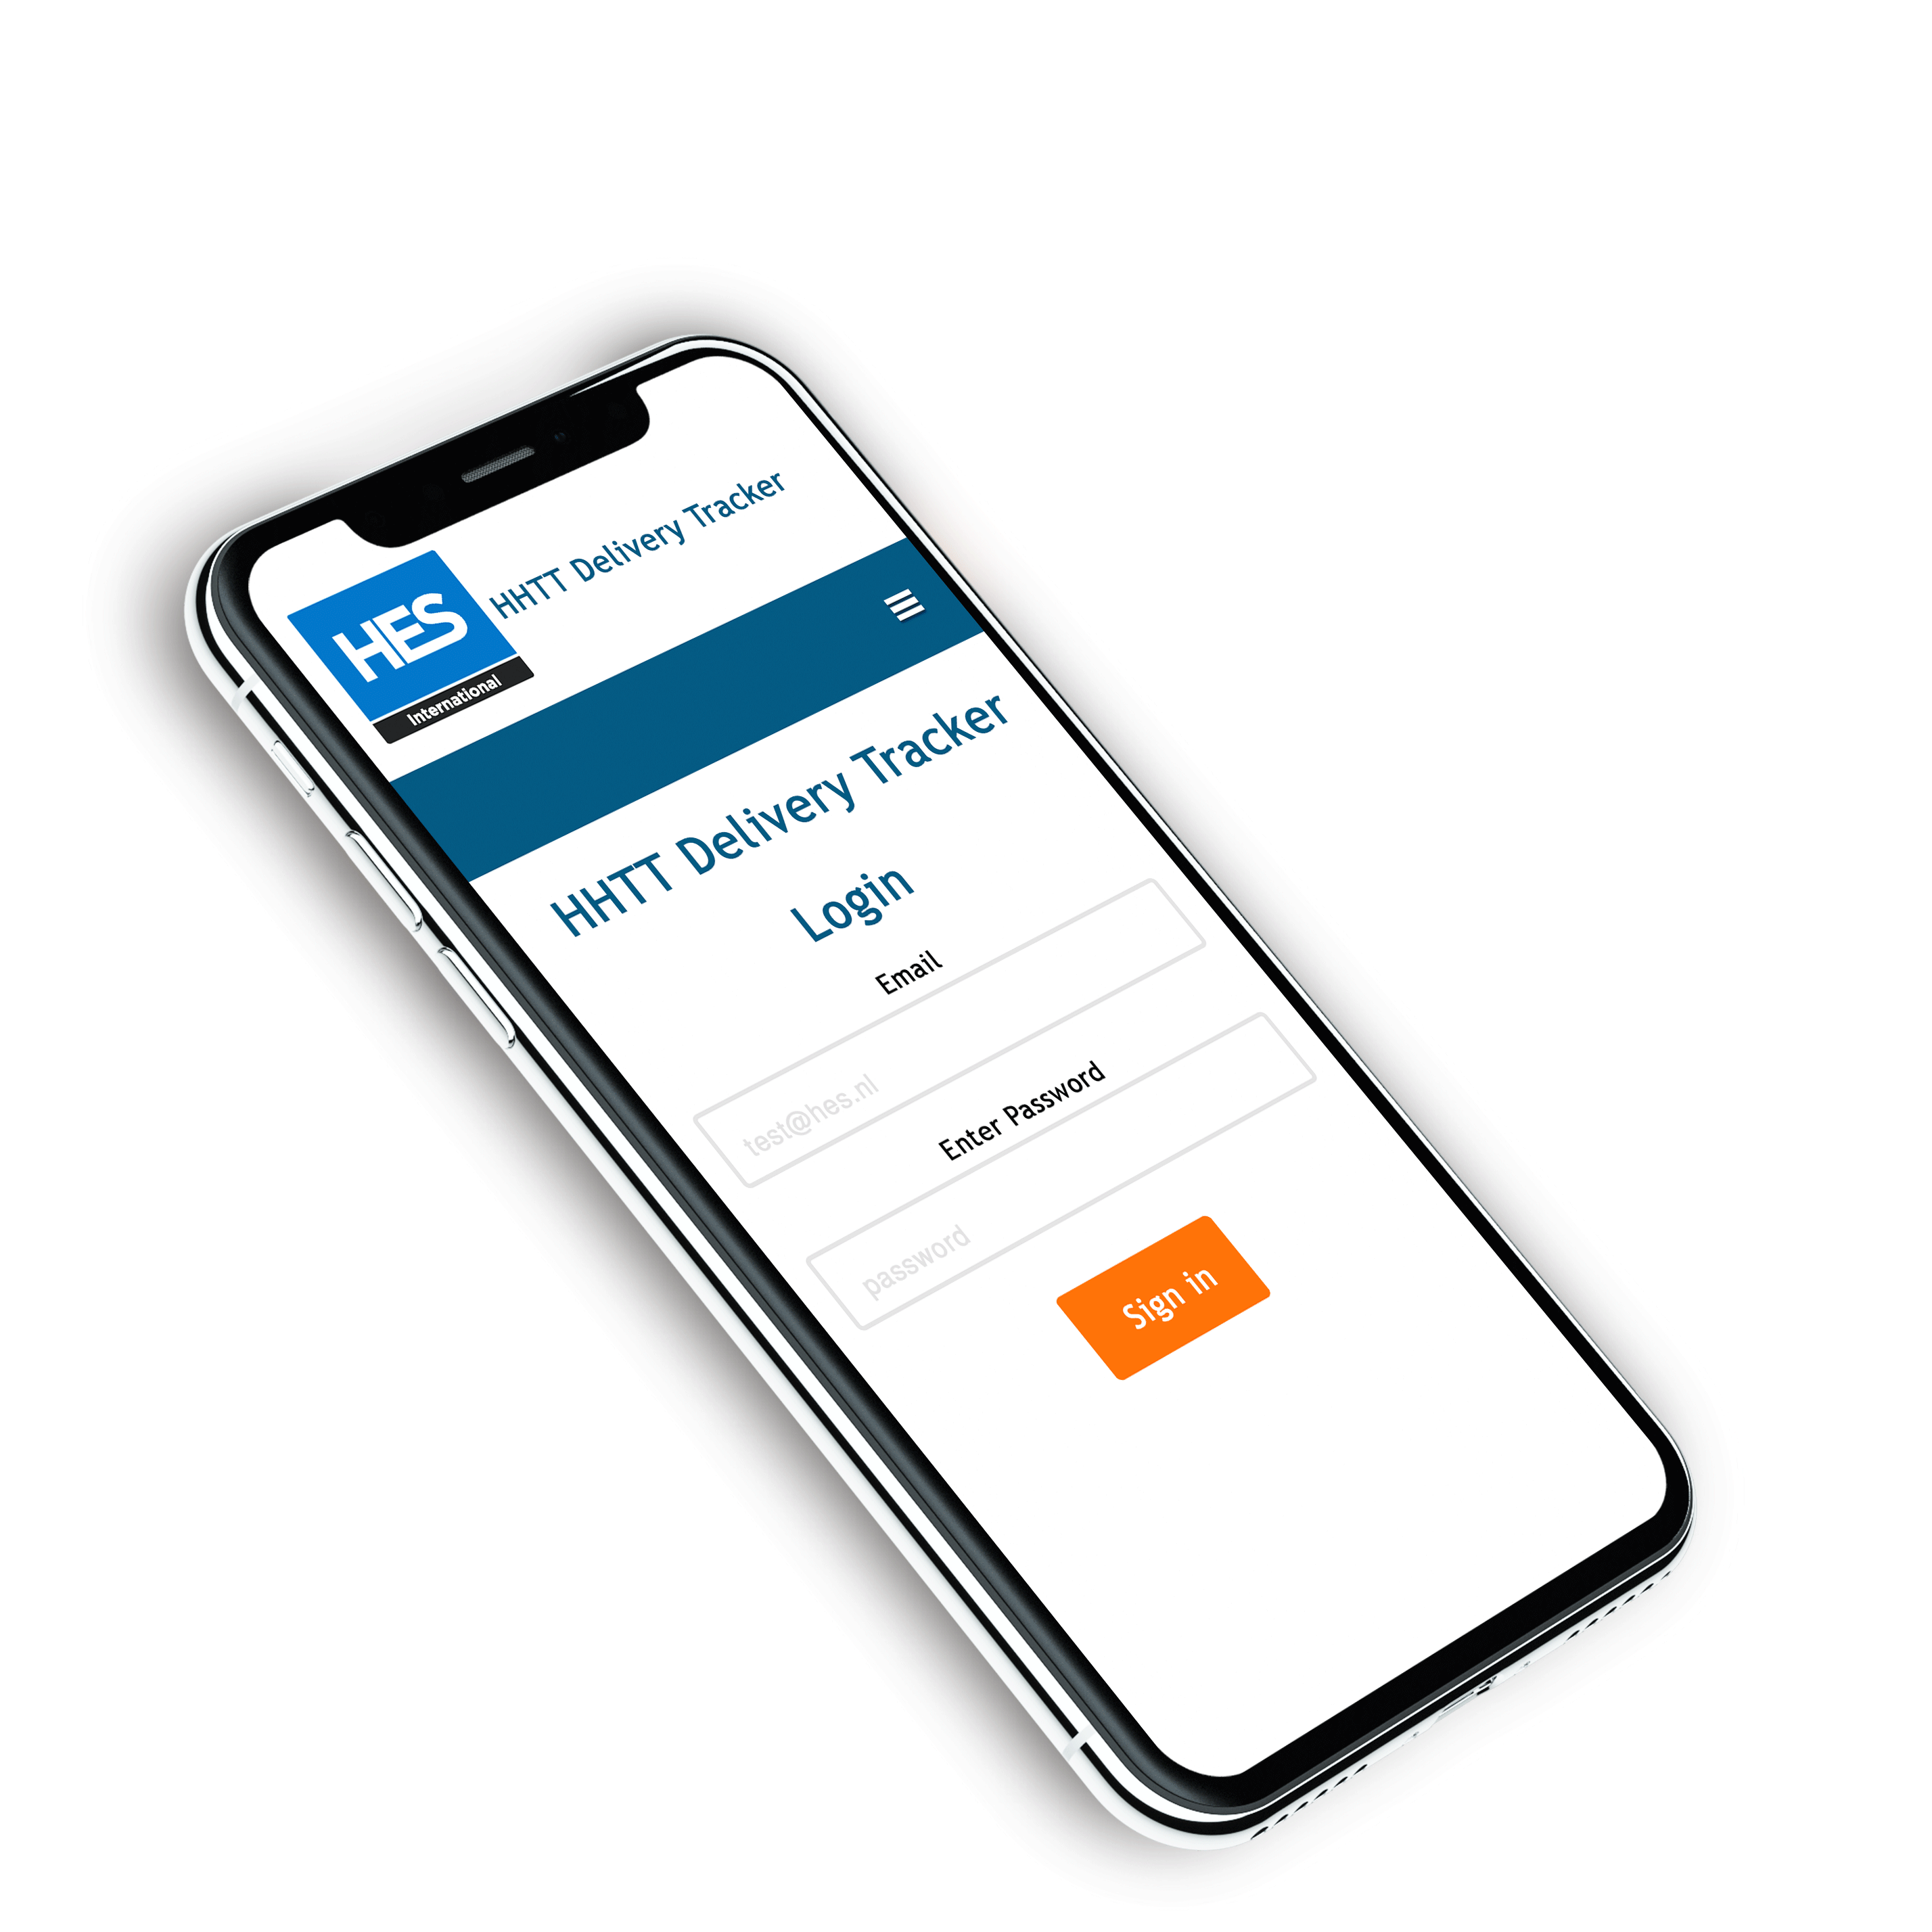 HES
International
HHTT Delivery Tracker
HHTT Delivery Tracker
Login
Email
test@hes.nl
Enter Password
password
Sign in